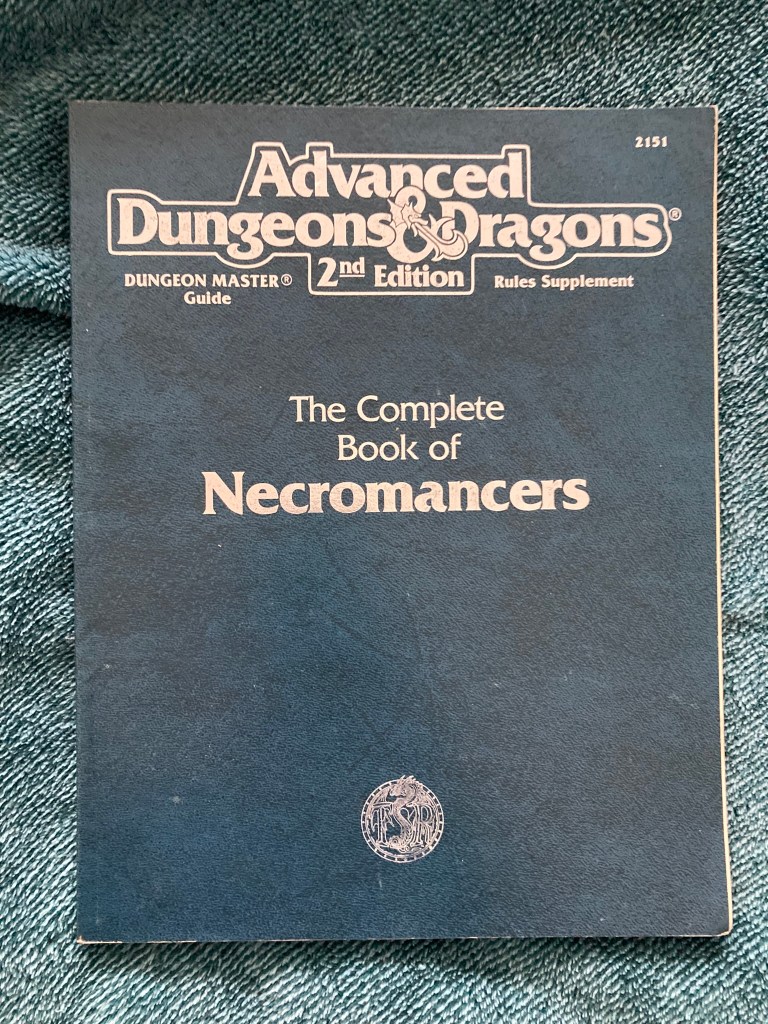 2151
Advanced
Dungeons & Dragons®
2nd Edition
DUNGEON MASTER®
Guide
Rules Supplement
The Complete
Book of
Necromancers
TSR